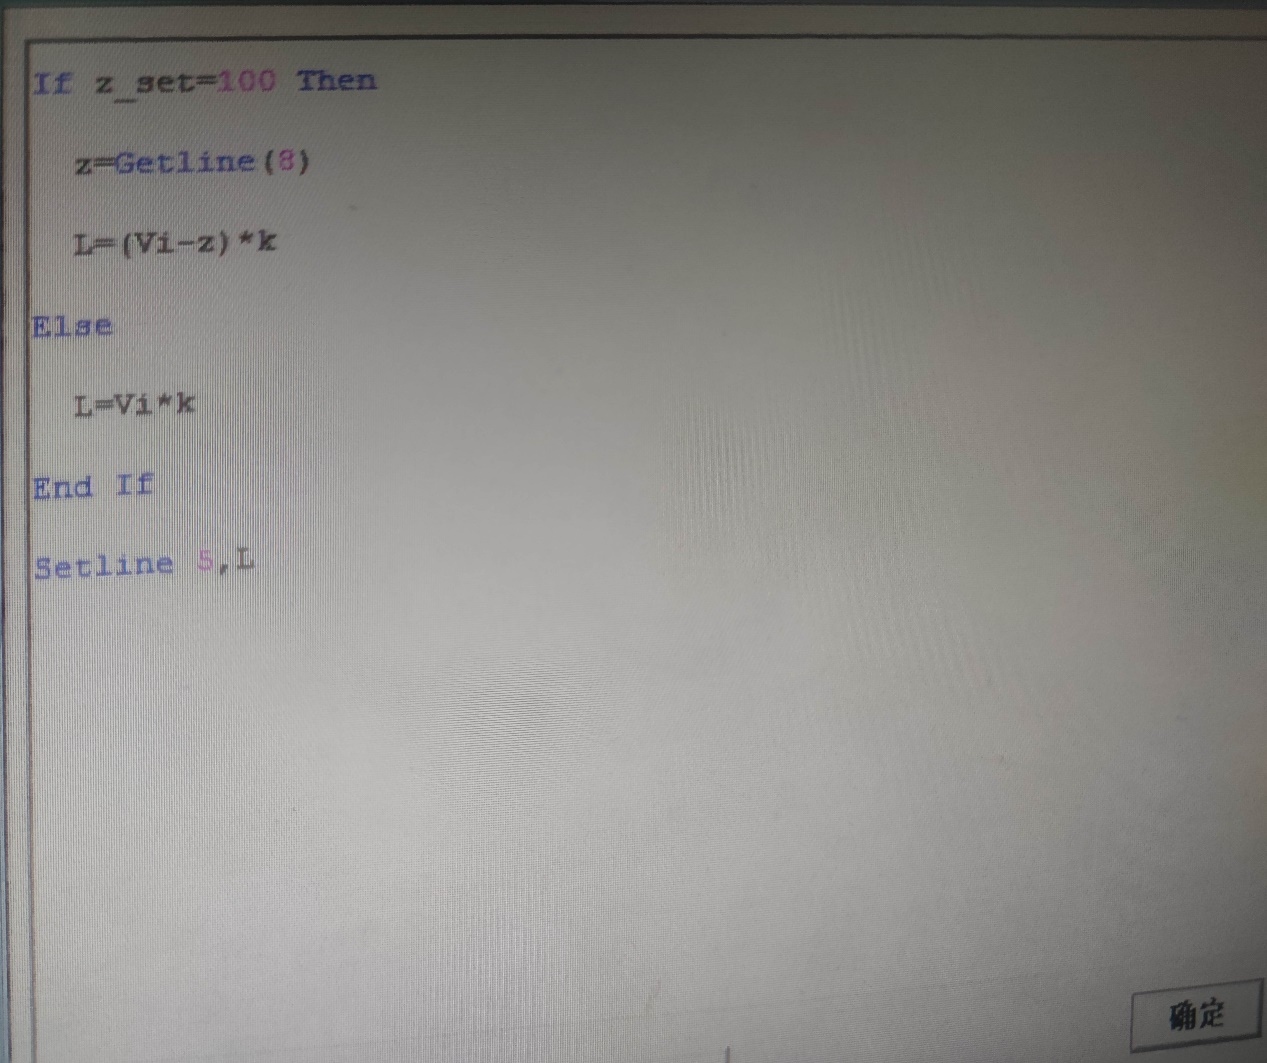 If z_set=100 Then
z=Getline(8)
L=(Vi-z)*k
Else
L=Vi*k
End If
Setline 5,L
确定